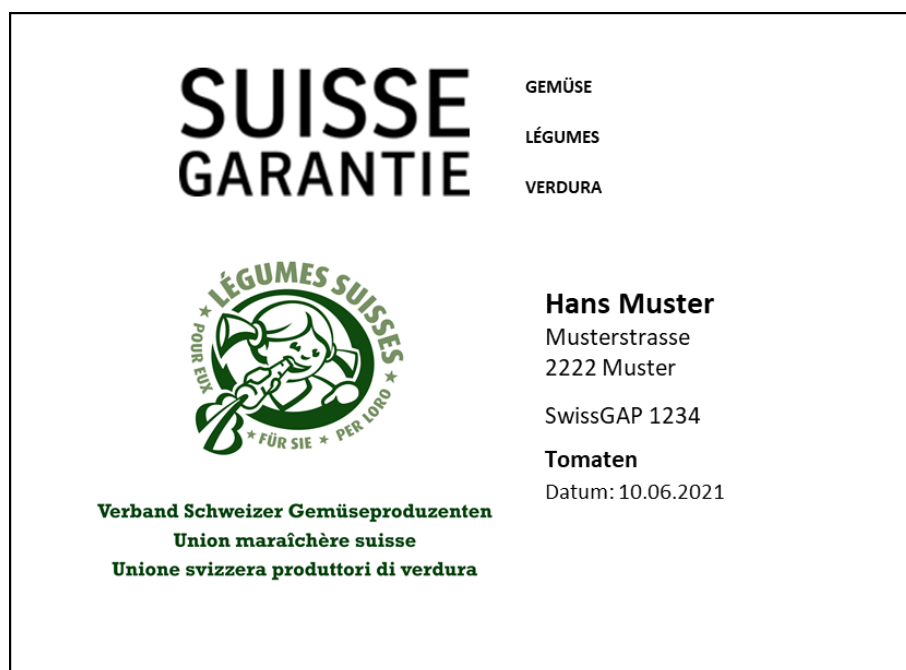 SUISSE
GARANTIE
GEMÜSE
LÉGUMES
VERDURA
★ LÉGUMES SUISSES ★
POUR EUX
★ FÜR SIE ★ PER LORO
Verband Schweizer Gemüseproduzenten
Union maraîchère suisse
Unione svizzera produttori di verdura
Hans Muster
Musterstrasse
2222 Muster
SwissGAP 1234
Tomaten
Datum: 10.06.2021